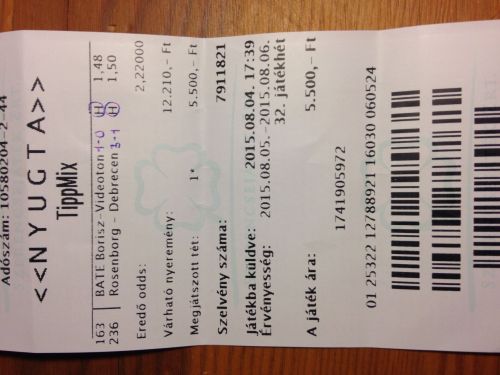 Adószám: 10580204-2-44
<<NYUGTA>>
TippMix
163 BATE Borisz-Videoton 1-0 H 1,48
236 Rosenborg - Debrecen 3-1 H 1,50
Eredő odds: 2,22000
Várható nyeremény: 12.210,- Ft
Megjátszott tét: 1* 5.500,- Ft
Szelvény száma: 7911821
Játékba küldve: 2015.08.04. 17:39
Érvényesség: 2015.08.05.-2015.08.06.
32. játékhét
A játék ára: 5.500,- Ft
1741905972
01 25322 12788921 16030 060524